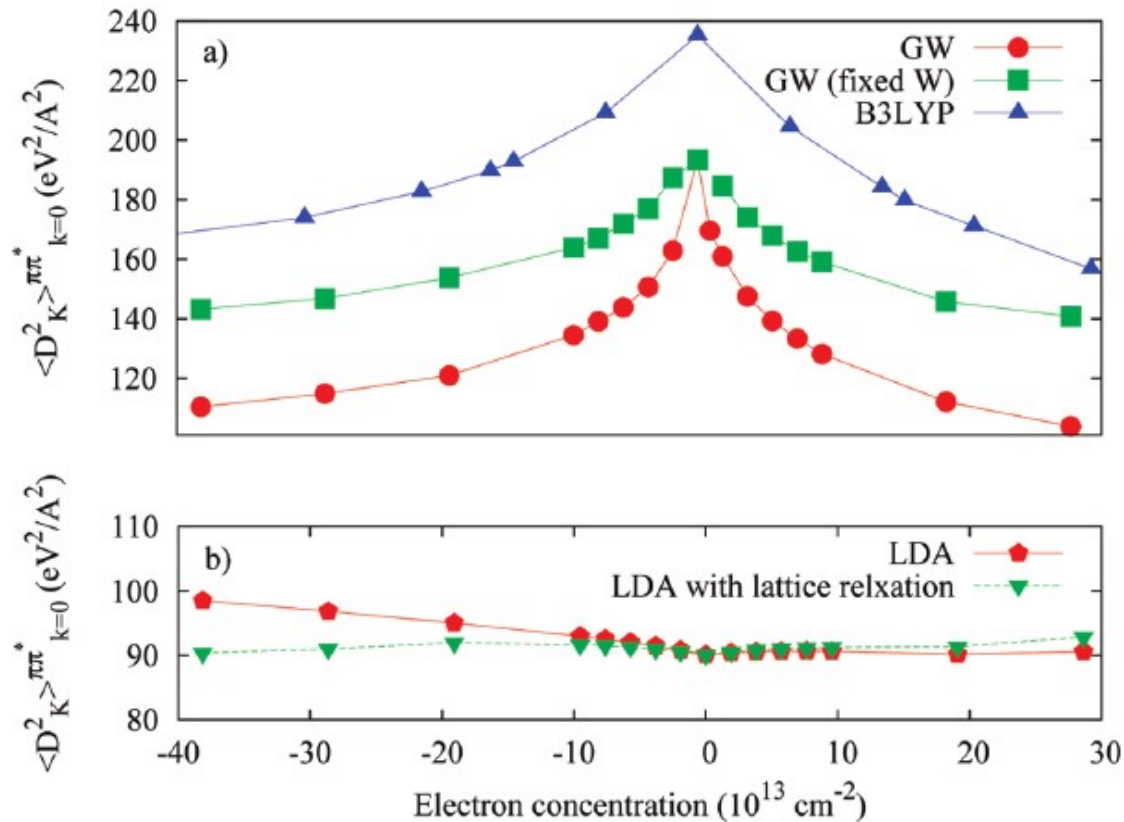 a)
GW
GW (fixed W)
B3LYP
<D²K>ππ*k=0 (eV²/A²)
240
220
200
180
160
140
120
b)
LDA
LDA with lattice relxation
<D²K>ππ*k=0 (eV²/A²)
110
100
90
80
-40 -30 -20 -10 0 10 20 30
Electron concentration (10¹³ cm⁻²)